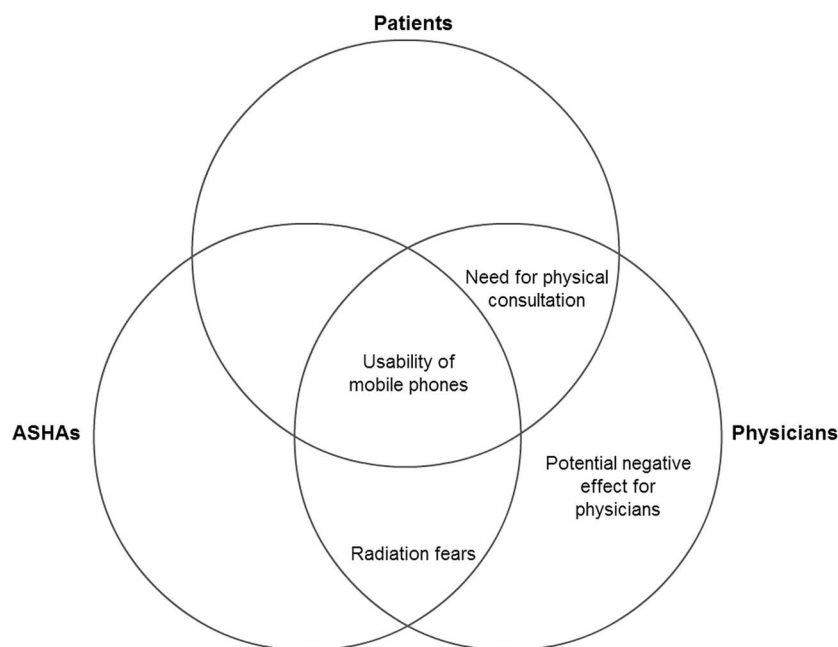 Patients
Need for physical
consultation
Usability of
mobile phones
ASHAs
Physicians
Potential negative
effect for
physicians
Radiation fears